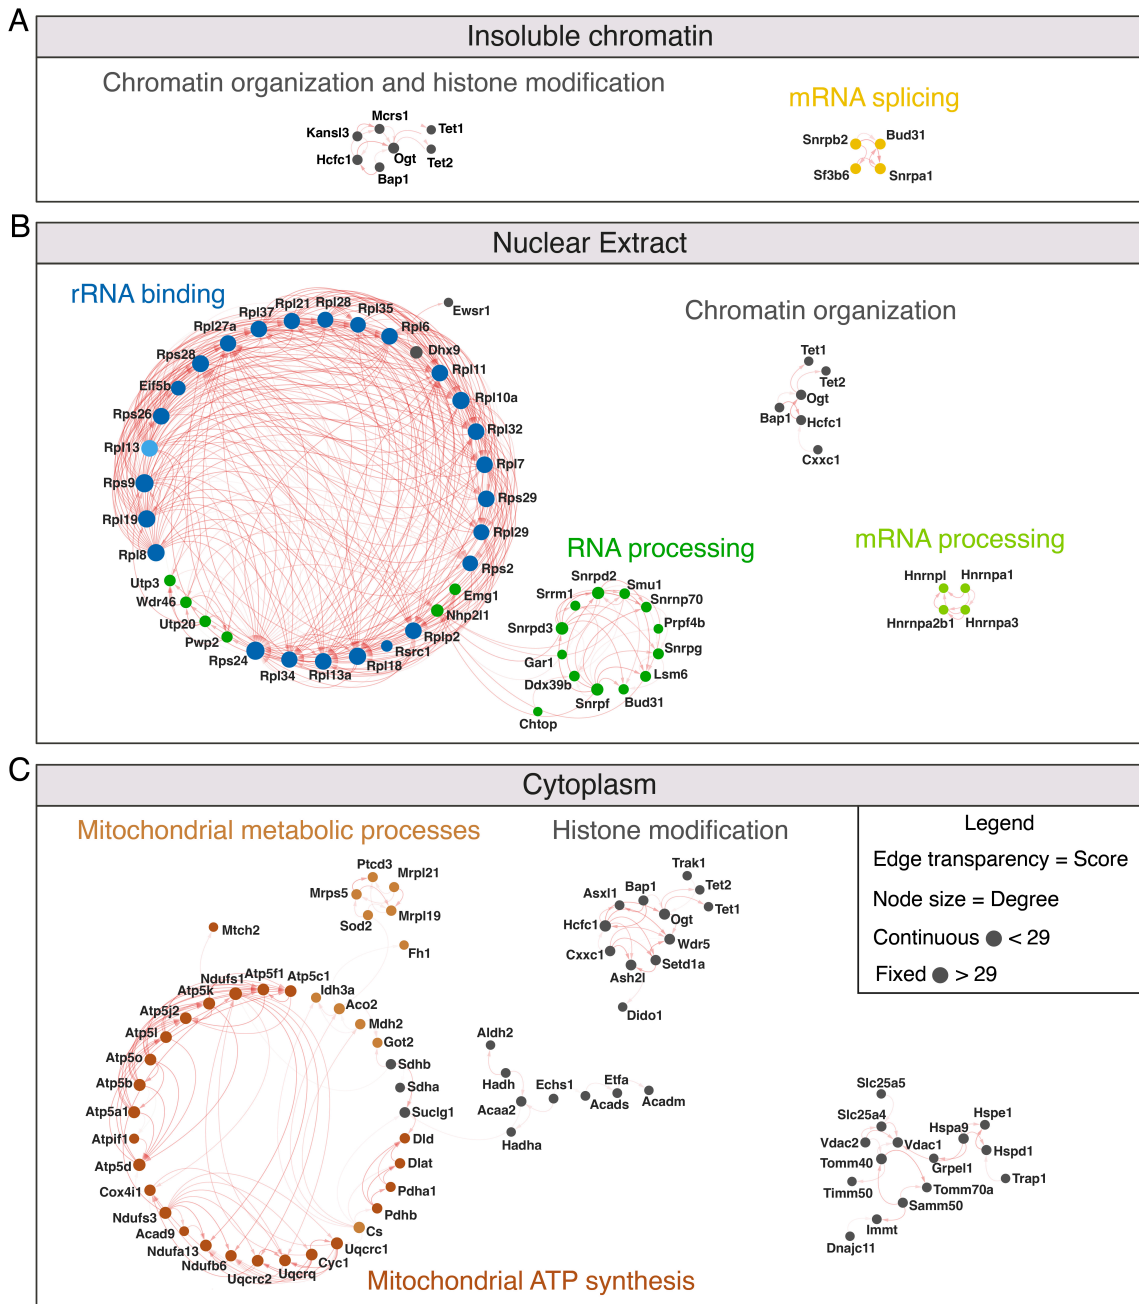 A
Insoluble chromatin
Chromatin organization and histone modification
mRNA splicing
Mcrs1
Kansl3
Tet1
Hcfc1
Ogt
Tet2
Bap1
Snrpb2
Bud31
Sf3b6
Snrpa1
B
Nuclear Extract
rRNA binding
Chromatin organization
Rpl37
Rpl21
Rpl28
Rpl35
Rpl27a
Rpl6
Ewsr1
Rps28
Dhx9
Eif5b
Rpl11
Rps26
Rpl10a
Rpl13
Rpl32
Rps9
Rpl7
Rpl19
Rps29
Rpl8
Rpl29
Utp3
Rps2
Wdr46
Emg1
Utp20
Nhp2l1
Pwp2
Rplp2
Rps24
Rsrc1
Rpl34
Rpl13a
Rpl18
Tet1
Tet2
Ogt
Bap1
Hcfc1
Cxxc1
RNA processing
mRNA processing
Snrpd2
Smu1
Srrm1
Snrnp70
Snrpd3
Prpf4b
Gar1
Snrpg
Ddx39b
Lsm6
Snrpf
Bud31
Chtop
Hnrnpl
Hnrnpa1
Hnrnpa2b1
Hnrnpa3
C
Cytoplasm
Mitochondrial metabolic processes
Histone modification
Legend
Edge transparency = Score
Node size = Degree
Continuous < 29
Fixed > 29
Ptcd3
Mrpl21
Mrps5
Mrpl19
Sod2
Mtch2
Fh1
Trak1
Tet2
Bap1
Asxl1
Tet1
Hcfc1
Ogt
Wdr5
Cxxc1
Setd1a
Ash2l
Dido1
Ndufs1
Atp5f1
Atp5c1
Atp5k
Idh3a
Atp5j2
Aco2
Atp5l
Mdh2
Atp5o
Got2
Atp5b
Sdhb
Atp5a1
Sdha
Atpif1
Suclg1
Atp5d
Dld
Cox4i1
Dlat
Ndufs3
Pdha1
Acad9
Pdhb
Ndufa13
Cs
Ndufb6
Uqcrc1
Uqcrc2
Uqcrq
Cyc1
Mitochondrial ATP synthesis
Aldh2
Hadh
Echs1
Acaa2
Hadha
Etfa
Acads
Acadm
Slc25a5
Slc25a4
Hspe1
Vdac2
Hspa9
Vdac1
Hspd1
Tomm40
Grpel1
Trap1
Timm50
Tomm70a
Samm50
Immt
Dnajc11